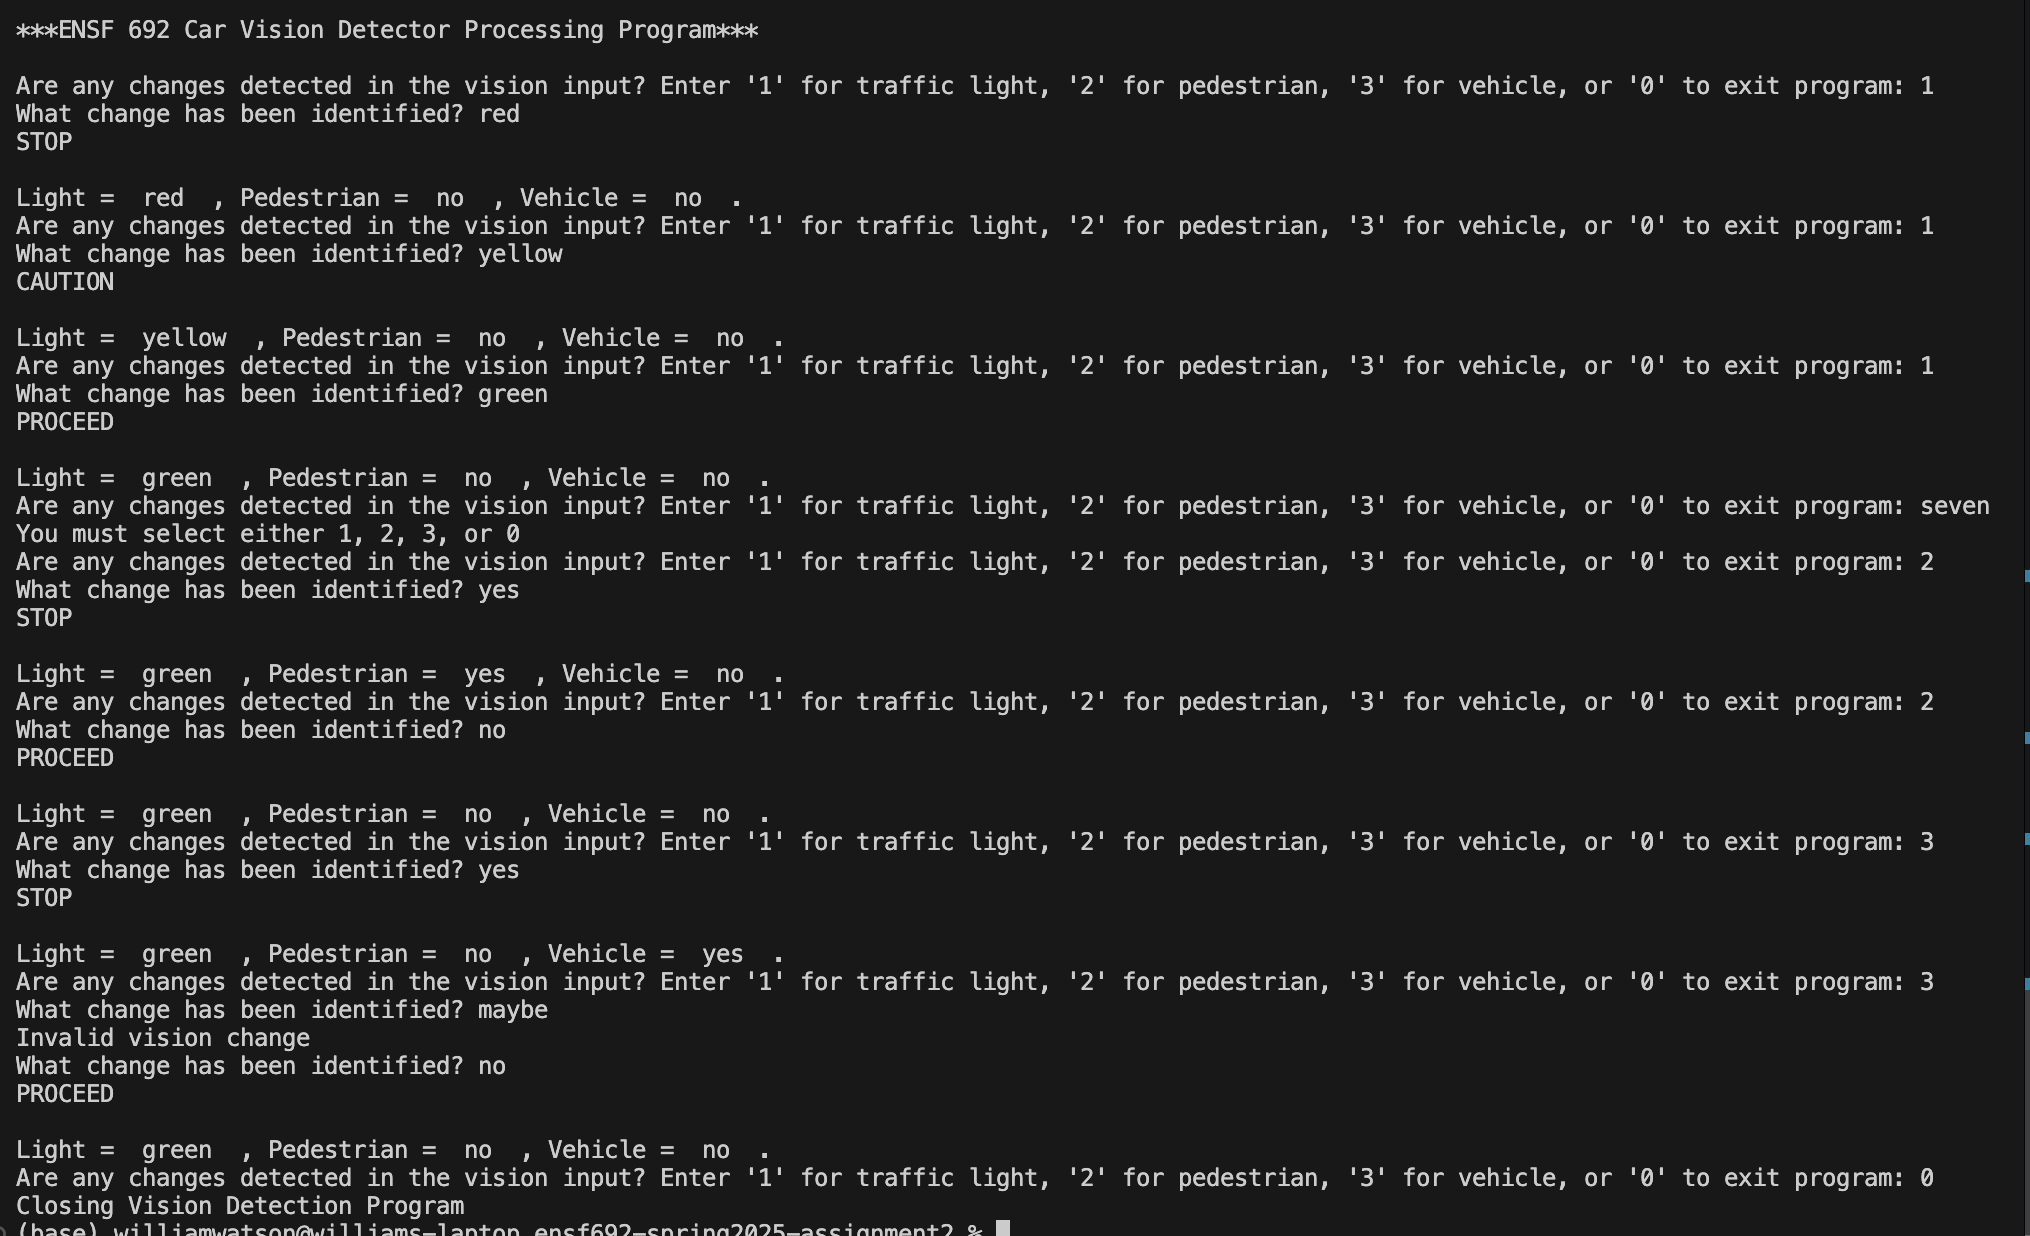 ***ENSF 692 Car Vision Detector Processing Program***
Are any changes detected in the vision input? Enter '1' for traffic light, '2' for pedestrian, '3' for vehicle, or '0' to exit program: 1
What change has been identified? red
STOP
Light =  red  , Pedestrian =  no  , Vehicle =  no  .
Are any changes detected in the vision input? Enter '1' for traffic light, '2' for pedestrian, '3' for vehicle, or '0' to exit program: 1
What change has been identified? yellow
CAUTION
Light =  yellow  , Pedestrian =  no  , Vehicle =  no  .
Are any changes detected in the vision input? Enter '1' for traffic light, '2' for pedestrian, '3' for vehicle, or '0' to exit program: 1
What change has been identified? green
PROCEED
Light =  green  , Pedestrian =  no  , Vehicle =  no  .
Are any changes detected in the vision input? Enter '1' for traffic light, '2' for pedestrian, '3' for vehicle, or '0' to exit program: seven
You must select either 1, 2, 3, or 0
Are any changes detected in the vision input? Enter '1' for traffic light, '2' for pedestrian, '3' for vehicle, or '0' to exit program: 2
What change has been identified? yes
STOP
Light =  green  , Pedestrian =  yes  , Vehicle =  no  .
Are any changes detected in the vision input? Enter '1' for traffic light, '2' for pedestrian, '3' for vehicle, or '0' to exit program: 2
What change has been identified? no
PROCEED
Light =  green  , Pedestrian =  no  , Vehicle =  no  .
Are any changes detected in the vision input? Enter '1' for traffic light, '2' for pedestrian, '3' for vehicle, or '0' to exit program: 3
What change has been identified? yes
STOP
Light =  green  , Pedestrian =  no  , Vehicle =  yes  .
Are any changes detected in the vision input? Enter '1' for traffic light, '2' for pedestrian, '3' for vehicle, or '0' to exit program: 3
What change has been identified? maybe
Invalid vision change
What change has been identified? no
PROCEED
Light =  green  , Pedestrian =  no  , Vehicle =  no  .
Are any changes detected in the vision input? Enter '1' for traffic light, '2' for pedestrian, '3' for vehicle, or '0' to exit program: 0
Closing Vision Detection Program
(base) williamwatson@williams-laptop ensf692-spring2025-assignment2 %